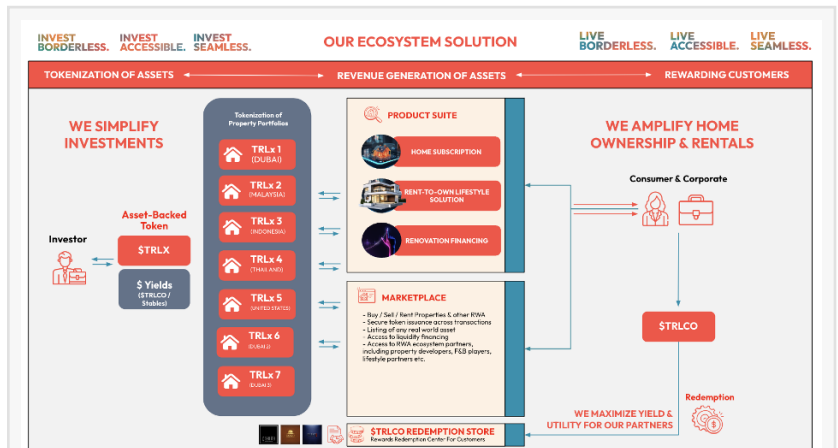 INVEST BORDERLESS.
INVEST ACCESSIBLE.
INVEST SEAMLESS.
OUR ECOSYSTEM SOLUTION
LIVE BORDERLESS.
LIVE ACCESSIBLE.
LIVE SEAMLESS.
TOKENIZATION OF ASSETS
REVENUE GENERATION OF ASSETS
REWARDING CUSTOMERS
WE SIMPLIFY
INVESTMENTS
Investor
Asset-Backed
Token
$TRLX
$ Yields
($TRLCO /
Stables)
Tokenization of
Property Portfolios
TRLx 1
(DUBAI)
TRLx 2
(MALAYSIA)
TRLx 3
(INDONESIA)
TRLx 4
(THAILAND)
TRLx 5
(UNITED STATES)
TRLx 6
(DUBAI 2)
TRLx 7
PRODUCT SUITE
HOME SUBSCRIPTION
RENT-TO-OWN LIFESTYLE
SOLUTION
RENOVATION FINANCING
MARKETPLACE
- Buy / Sell / Rent Properties & other RWA
- Secure token issuance across transactions
- Listing of any real world asset
- Access to liquidity financing
- Access to RWA ecosystem partners,
including property developers, F&B players,
lifestyle partners etc.
$TRLCO REDEMPTION STORE
Rewards Redemption Center For Customers
WE AMPLIFY HOME
OWNERSHIP & RENTALS
Consumer & Corporate
$TRLCO
Redemption
WE MAXIMIZE YIELD &
UTILITY FOR OUR PARTNERS